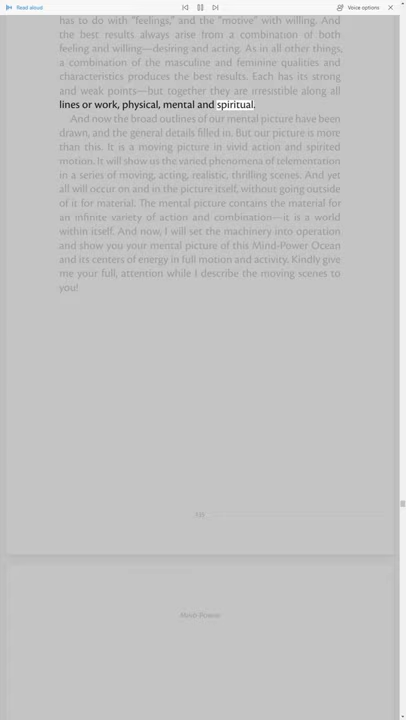 Read aloud
Voice options
has to do with “feelings,” and the “motive” with willing. And
the best results always arise from a combination of both
feeling and willing—desiring and acting. As in all other things,
a combination of the masculine and feminine qualities and
characteristics produces the best results. Each has its strong
and weak points—but together they are irresistible along all
lines or work, physical, mental and spiritual.
And now the broad outlines of our mental picture have been
drawn, and the general details filled in. But our picture is more
than this. It is a moving picture in vivid action and spirited
motion. It will show us the varied phenomena of telementation
in a series of moving, acting, realistic, thrilling scenes. And yet
all will occur on and in the picture itself, without going outside
of it for material. The mental picture contains the material for
an infinite variety of action and combination—it is a world
within itself. And now, I will set the machinery into operation
and show you your mental picture of this Mind-Power Ocean
and its centers of energy in full motion and activity. Kindly give
me your full, attention while I describe the moving scenes to
you!
Mind-Power